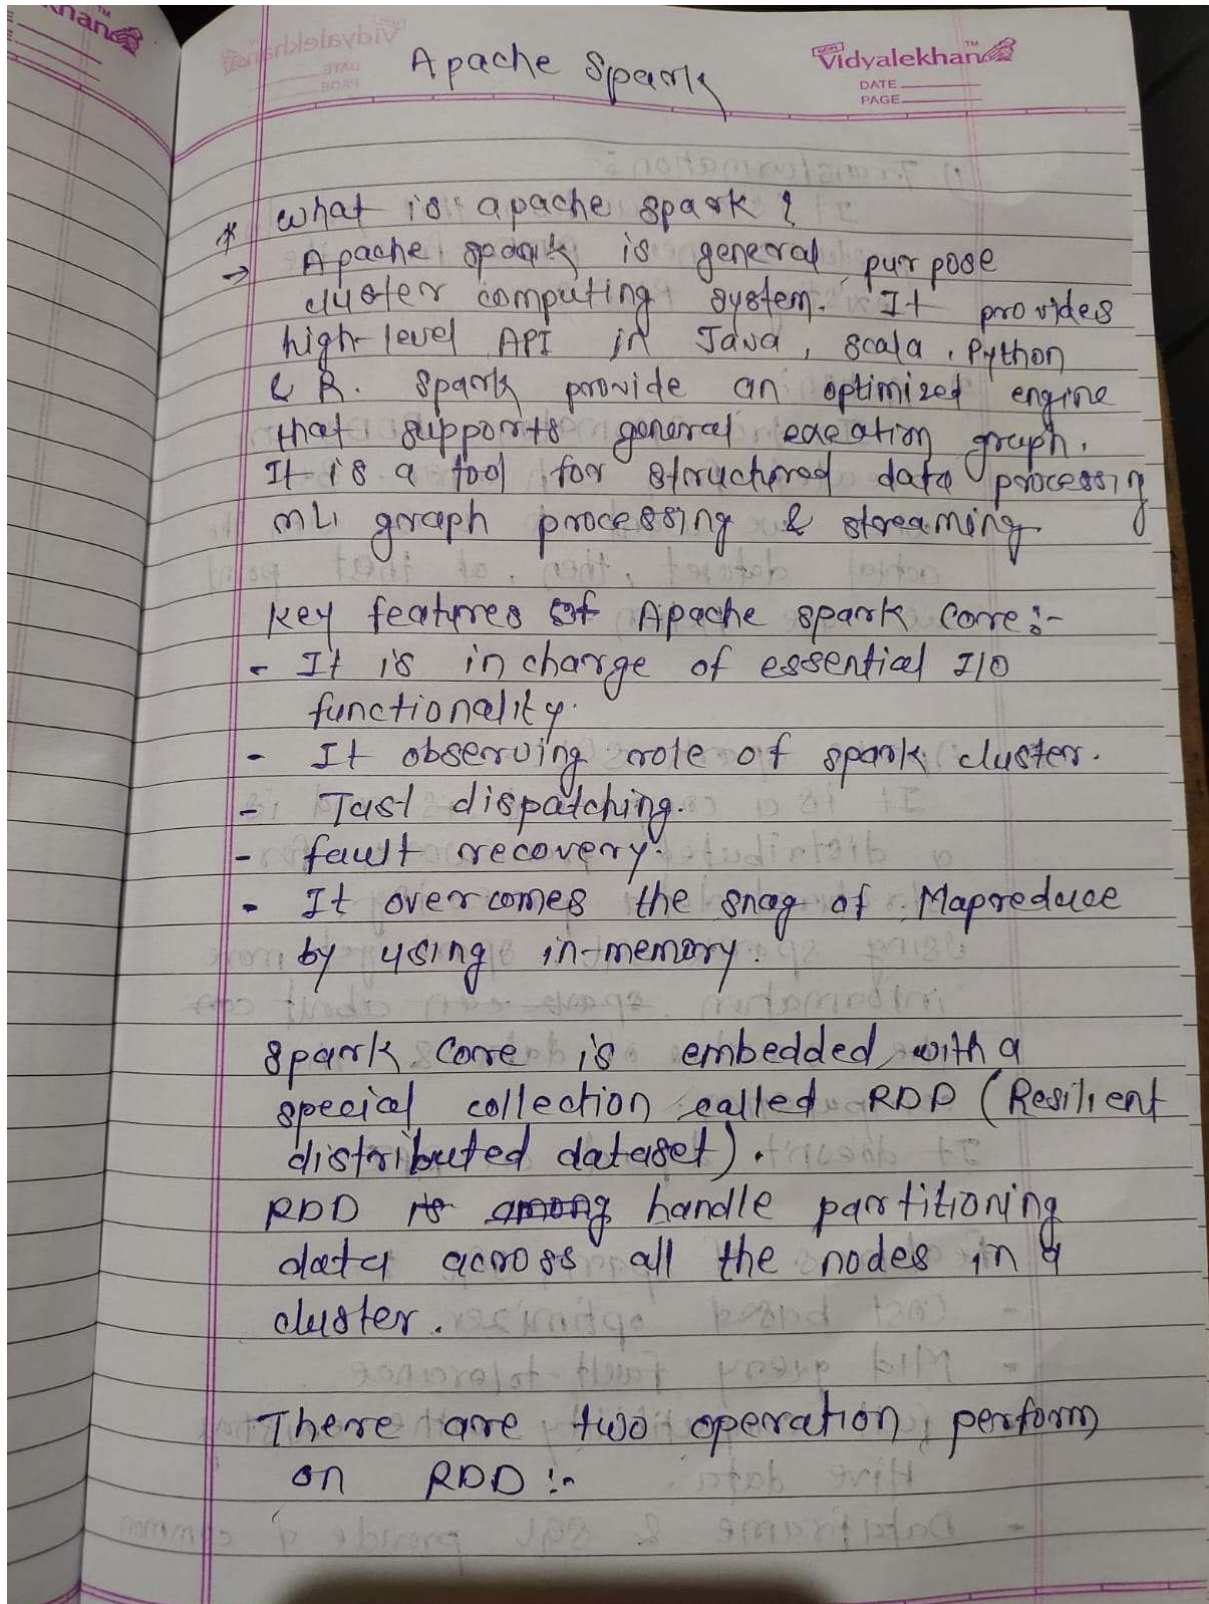 Apache Spark
Vidyalekhan™
DATE
PAGE
* What is apache spark ?
→ Apache spark is general purpose
cluster computing system. It provides
high-level API in Java, Scala, Python
& R. Spark provide an optimized engine
that supports general graph.
It is a tool for structured data processing
ML, graph processing & streaming
Key features of Apache Spark Core:-
- It is in charge of essential I/O
functionality.
- It observing role of spark cluster.
- Tast dispatching.
- fault recovery.
- It overcomes the snag of Mapreduce
by using in-memory.
Spark Core is embedded with a
special collection called RDD (Resilient
distributed dataset).
RDD is among handle partitioning
data across all the nodes in a
cluster.
There are two operation perform
on RDD :-